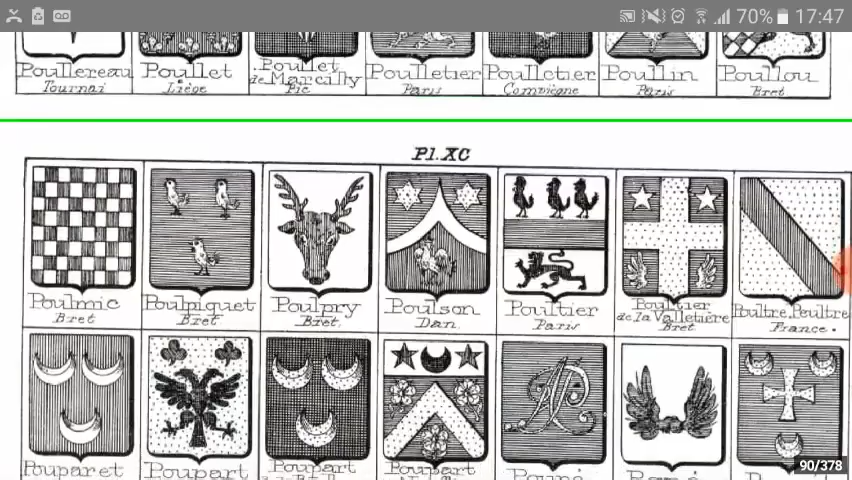 70% 17:47
Poullereau Poullet Poullet Poulletier Poulletier Poullin Poullou
Tournai Liège de Marcilly Paris Compiègne Paris Bret
Pic
Pl.XC
Poulmic Poulpiquet Poulpry Poulson Poultier Poultier Poultre, Peultre
Bret Bret Bret. Dan. Paris de la Valletière France.
Bret
Pouparet Poupart Poupart Poupart
90/378